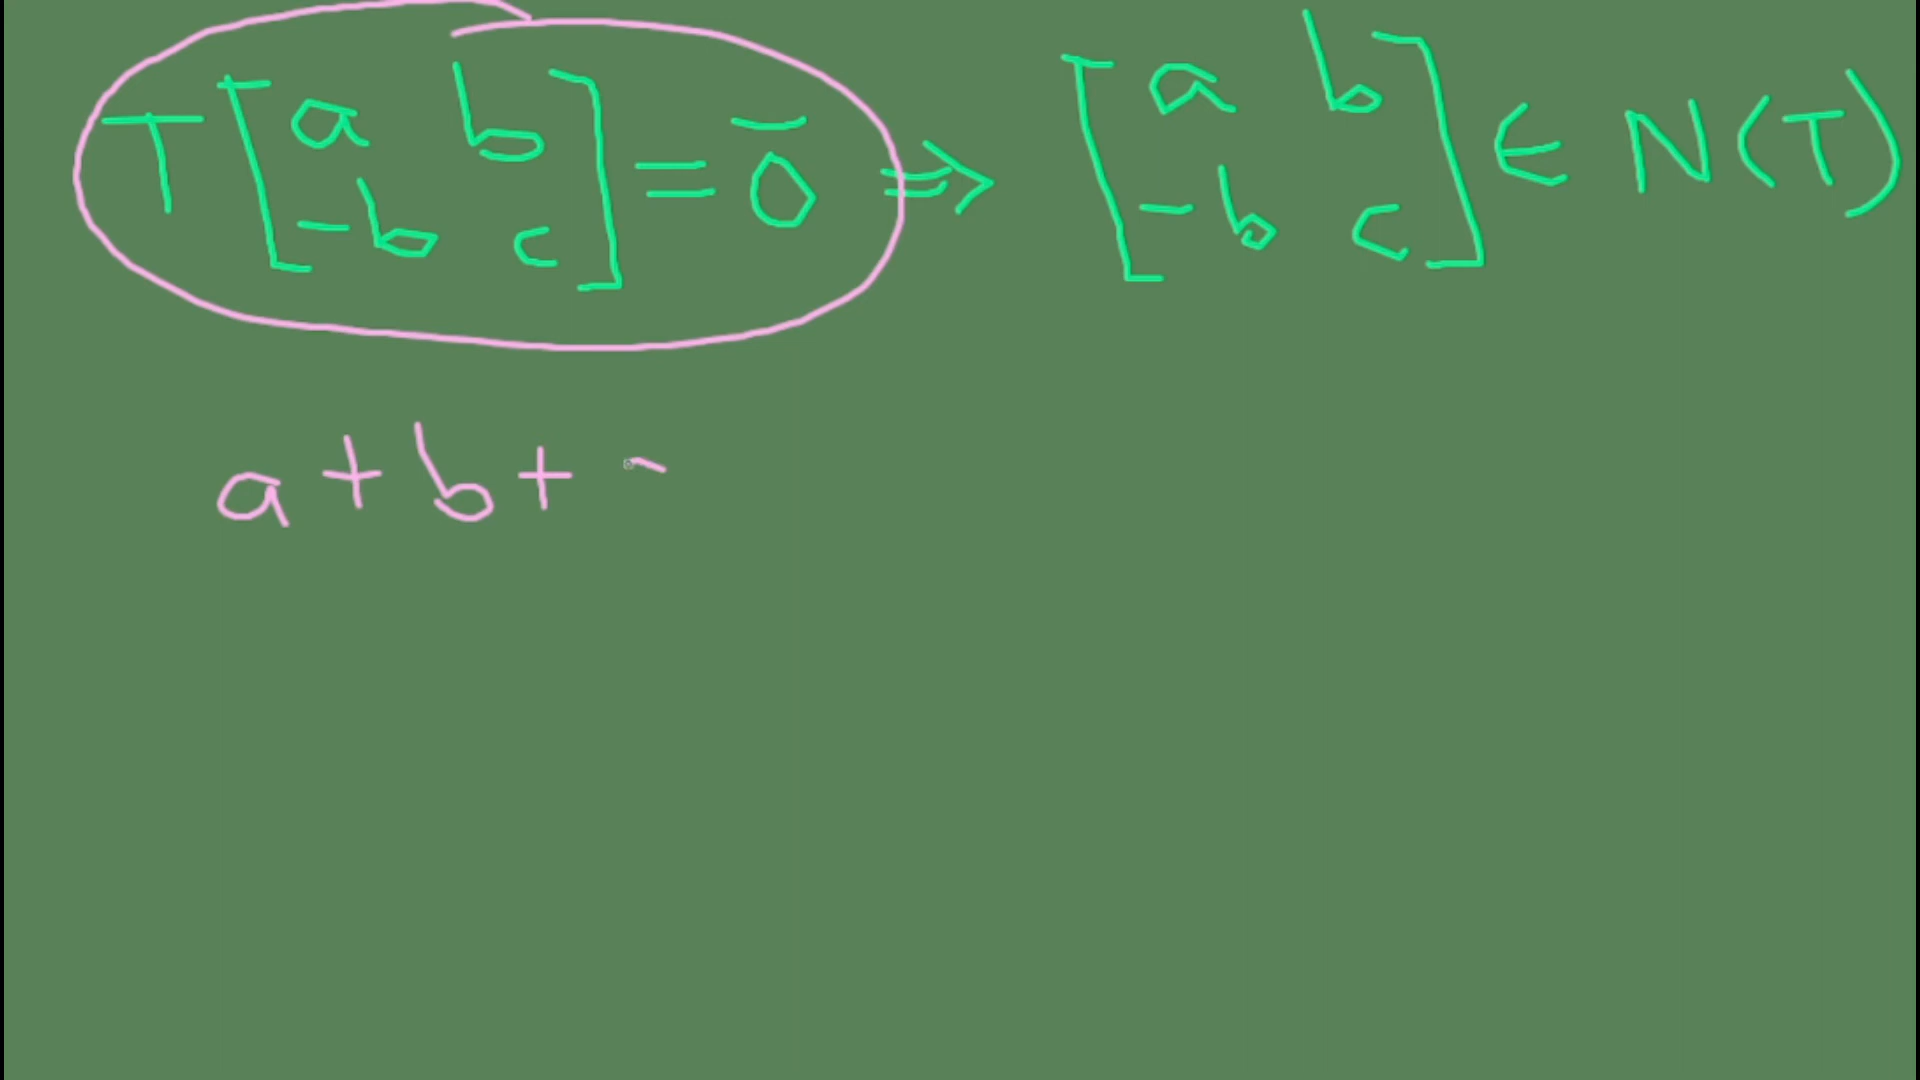 T[a b -b c] = 0̄ ⇒ [a b -b c] ∈ N(T)
a + b +